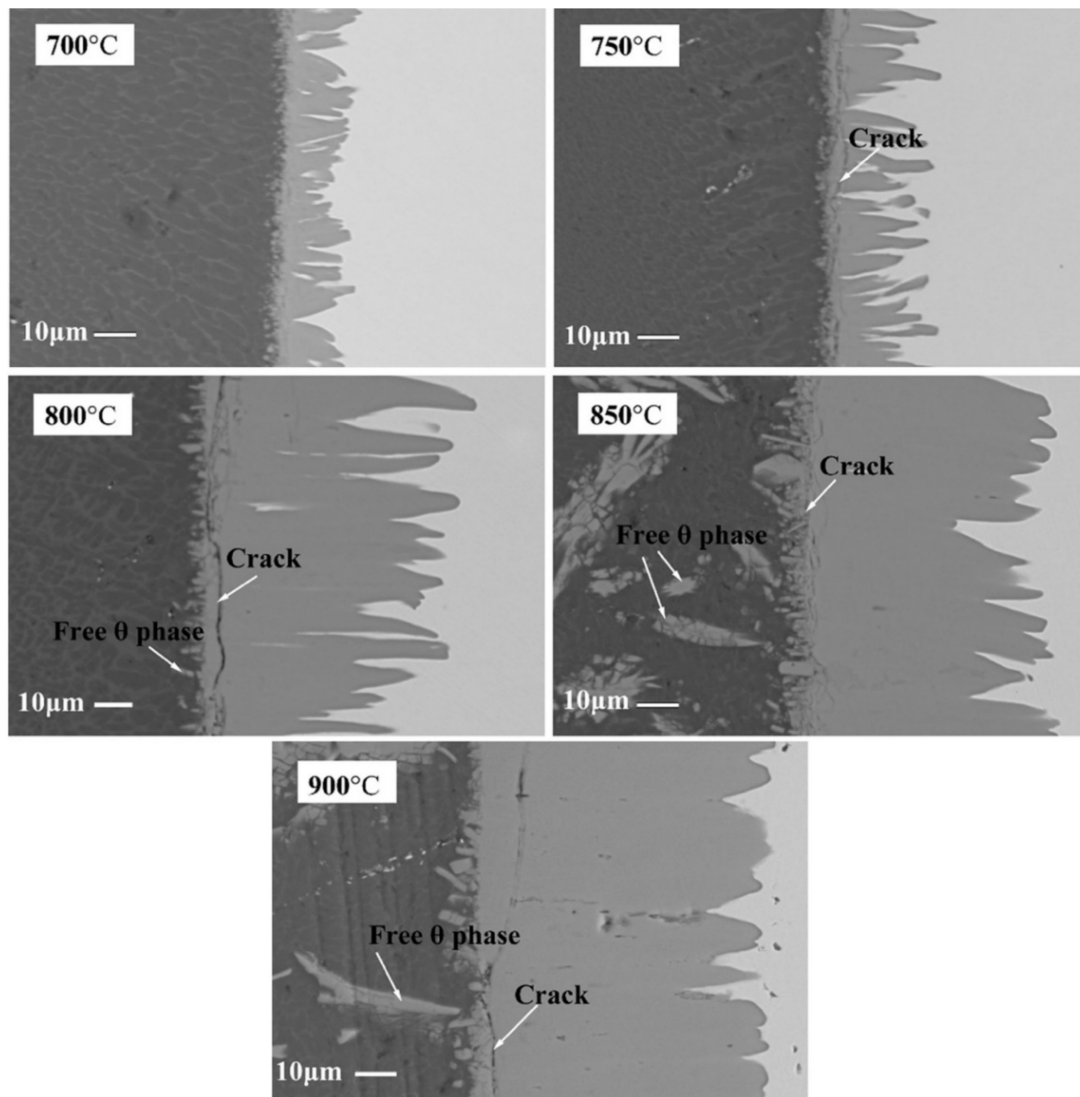 700°C
10μm
750°C
Crack
10μm
800°C
Crack
Free θ phase
10μm
850°C
Crack
Free θ phase
10μm
900°C
Free θ phase
Crack
10μm